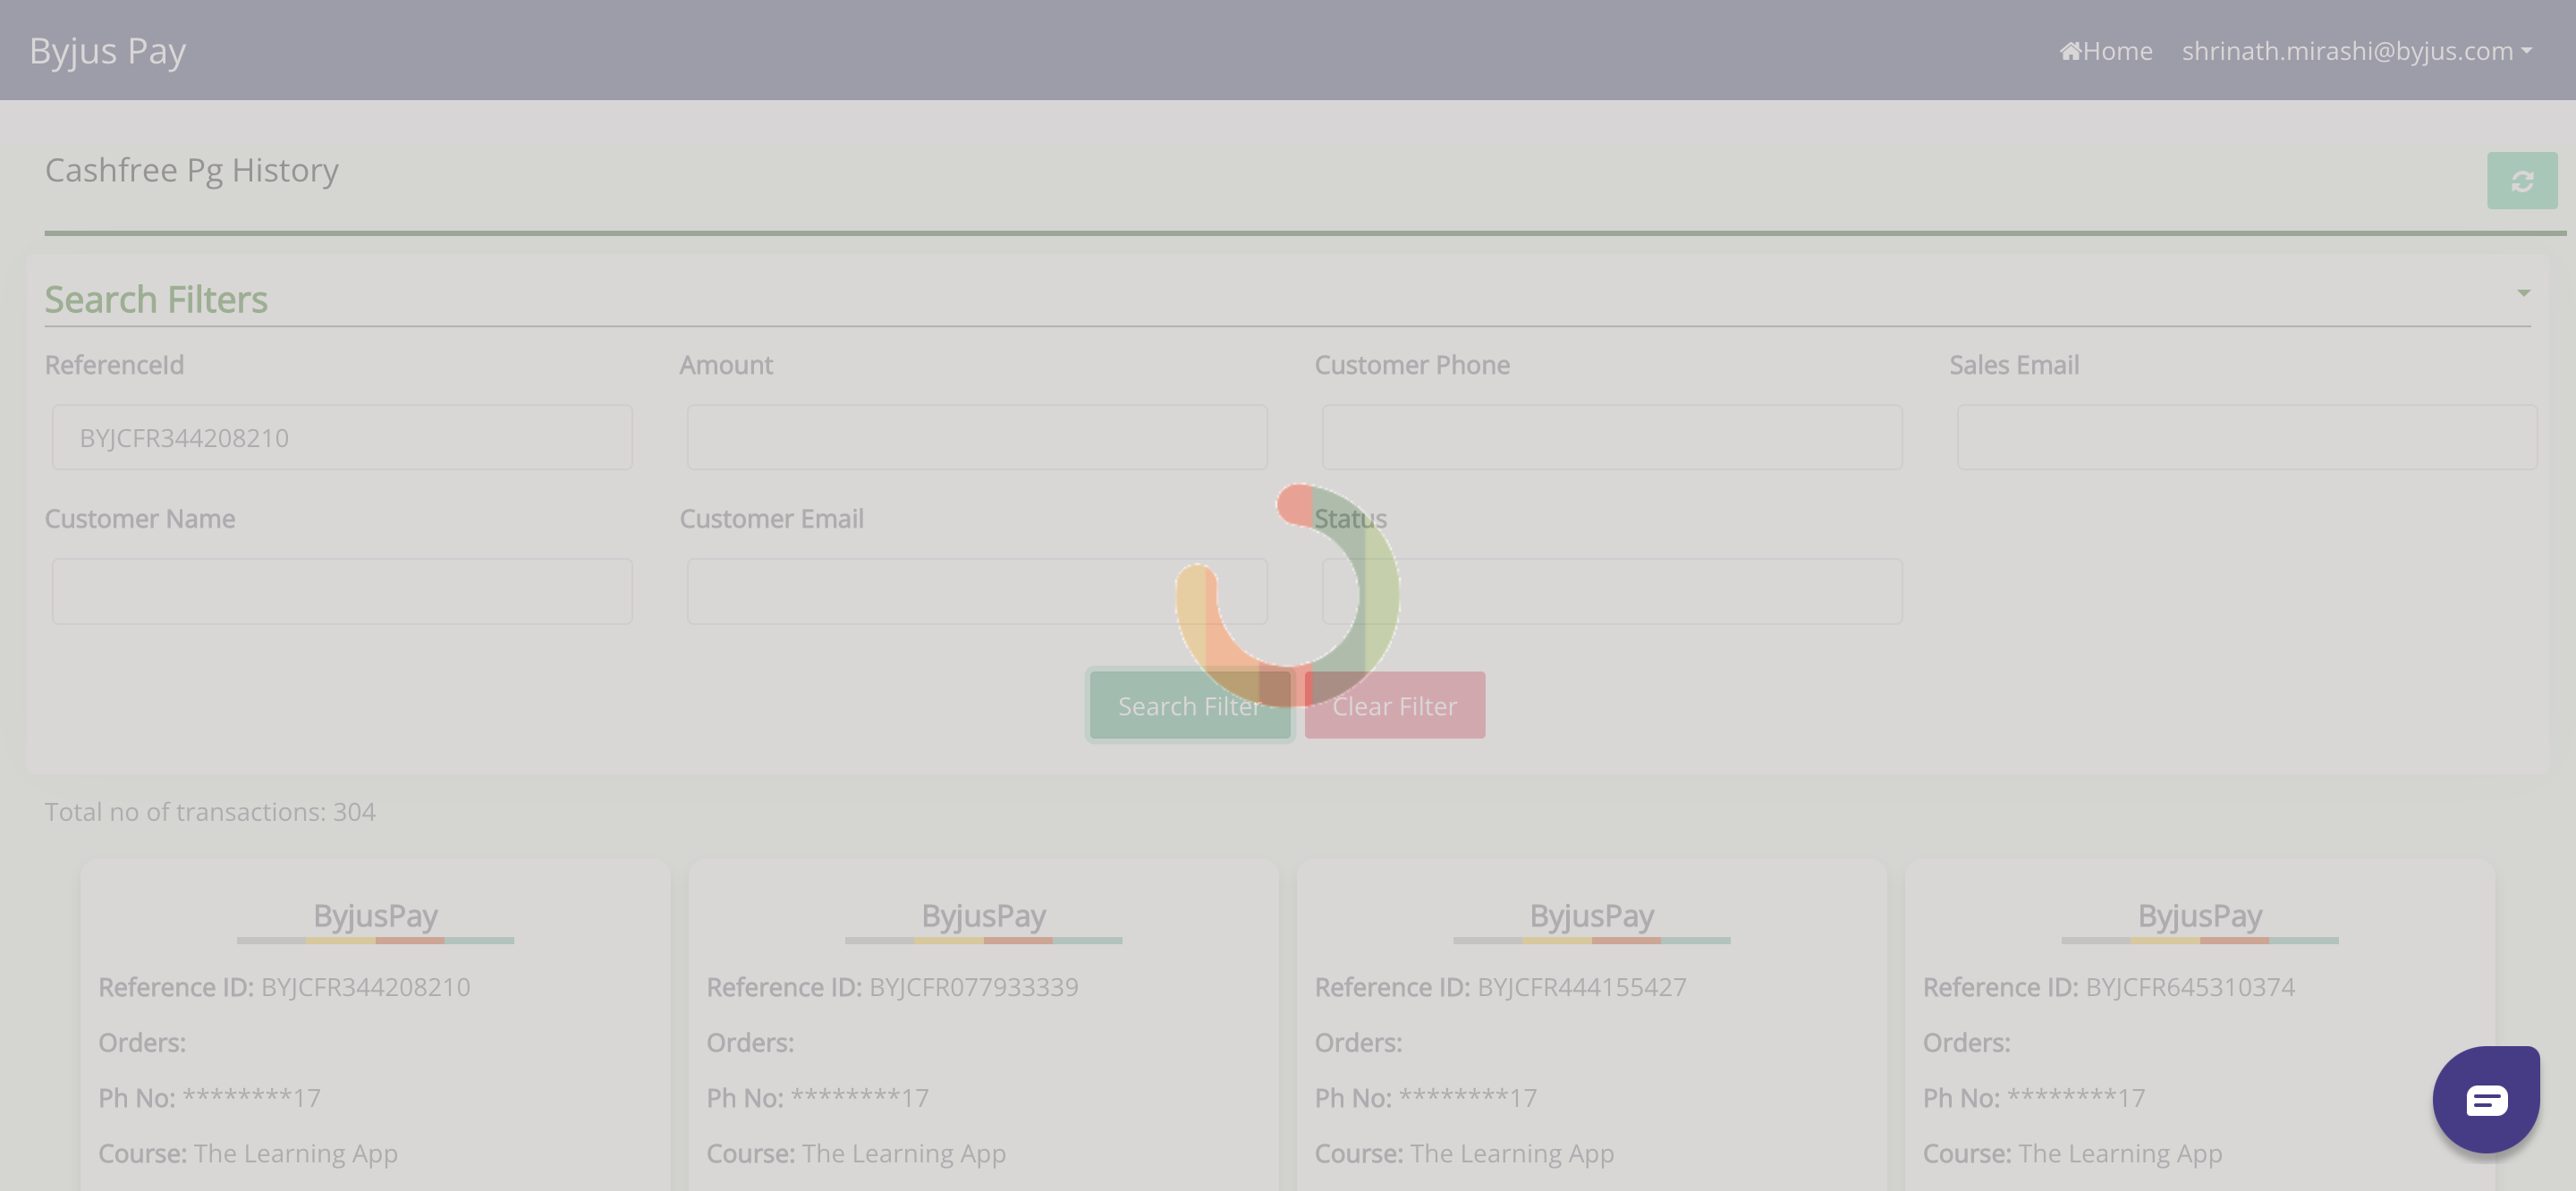 Byjus Pay
Home shrinath.mirashi@byjus.com
Cashfree Pg History
Search Filters
ReferenceId Amount Customer Phone Sales Email
BYJCFR344208210
Customer Name Customer Email Status
Search Filter Clear Filter
Total no of transactions: 304
ByjusPay ByjusPay ByjusPay ByjusPay
Reference ID: BYJCFR344208210 Reference ID: BYJCFR077933339 Reference ID: BYJCFR444155427 Reference ID: BYJCFR645310374
Orders: Orders: Orders: Orders:
Ph No: ********17 Ph No: ********17 Ph No: ********17 Ph No: ********17
Course: The Learning App Course: The Learning App Course: The Learning App Course: The Learning App